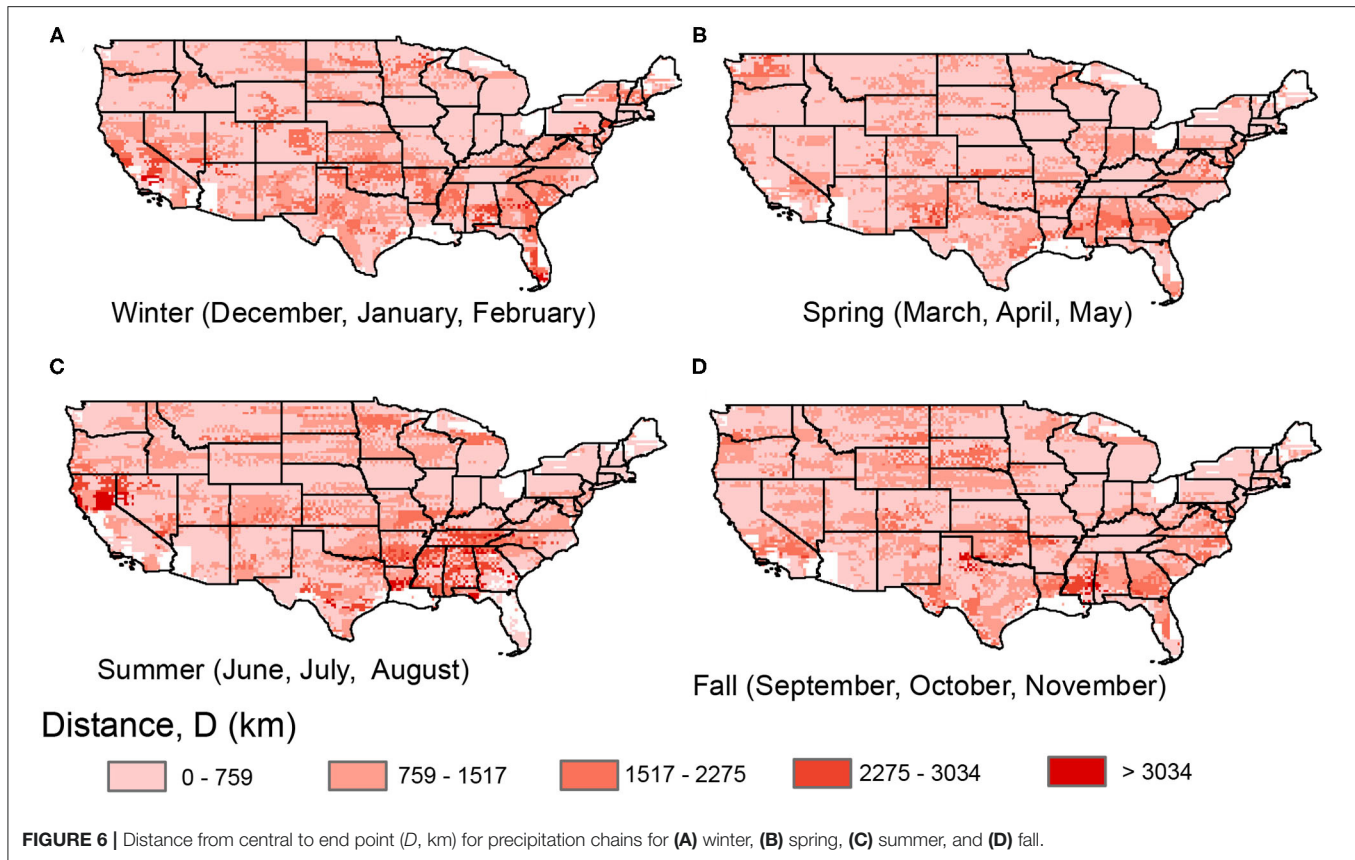 A
B
Winter (December, January, February)
Spring (March, April, May)
C
D
Summer (June, July, August)
Fall (September, October, November)
Distance, D (km)
0 - 759
759 - 1517
1517 - 2275
2275 - 3034
> 3034
FIGURE 6 | Distance from central to end point (D, km) for precipitation chains for (A) winter, (B) spring, (C) summer, and (D) fall.